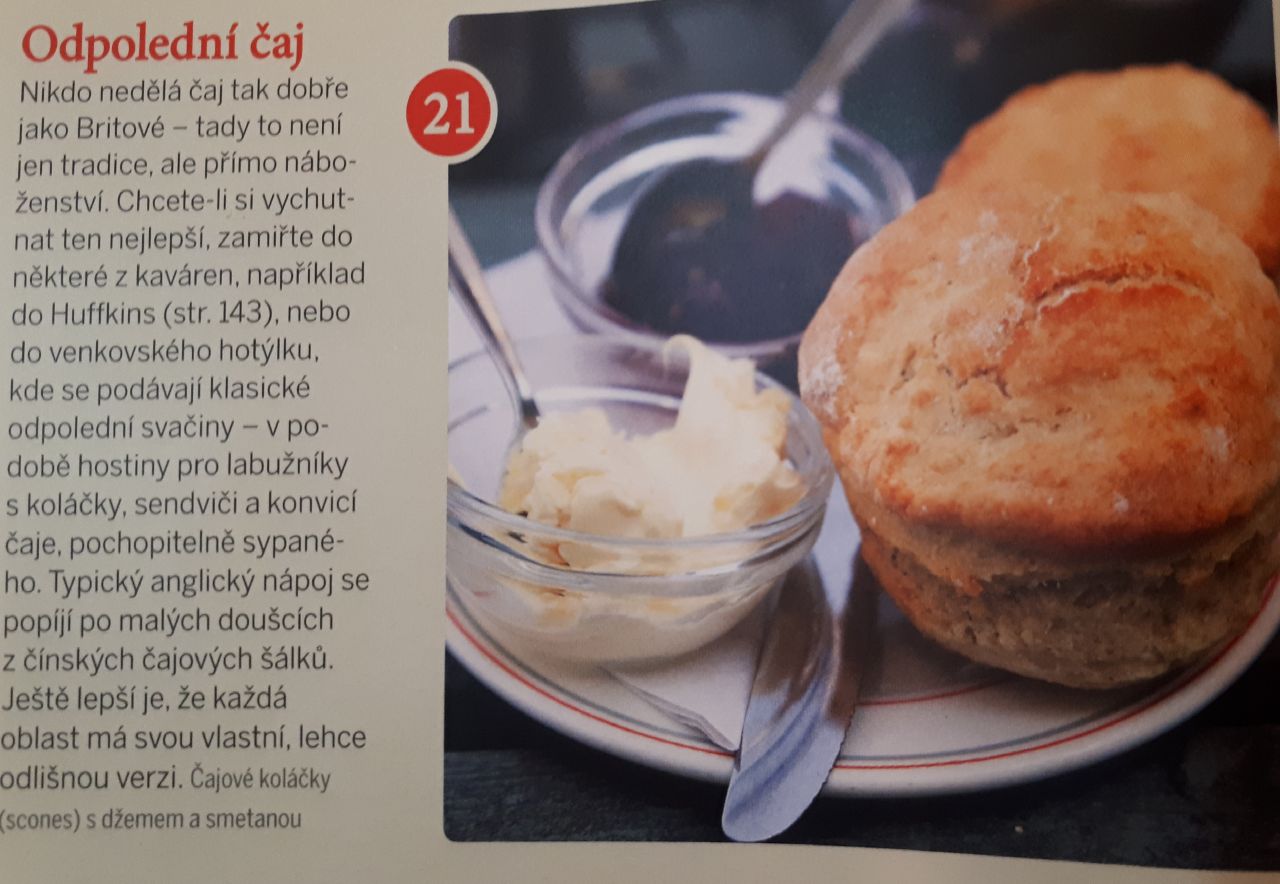 Odpolední čaj
Nikdo nedělá čaj tak dobře
jako Britové – tady to není
jen tradice, ale přímo nábo-
ženství. Chcete-li si vychut-
nat ten nejlepší, zamiřte do
některé z kaváren, například
do Huffkins (str. 143), nebo
do venkovského hotýlku,
kde se podávají klasické
odpolední svačiny – v po-
době hostiny pro labužníky
s koláčky, sendviči a konvicí
čaje, pochopitelně sypané-
ho. Typický anglický nápoj se
popíjí po malých doušcích
z čínských čajových šálků.
Ještě lepší je, že každá
oblast má svou vlastní, lehce
odlišnou verzi. Čajové koláčky
(scones) s džemem a smetanou
21